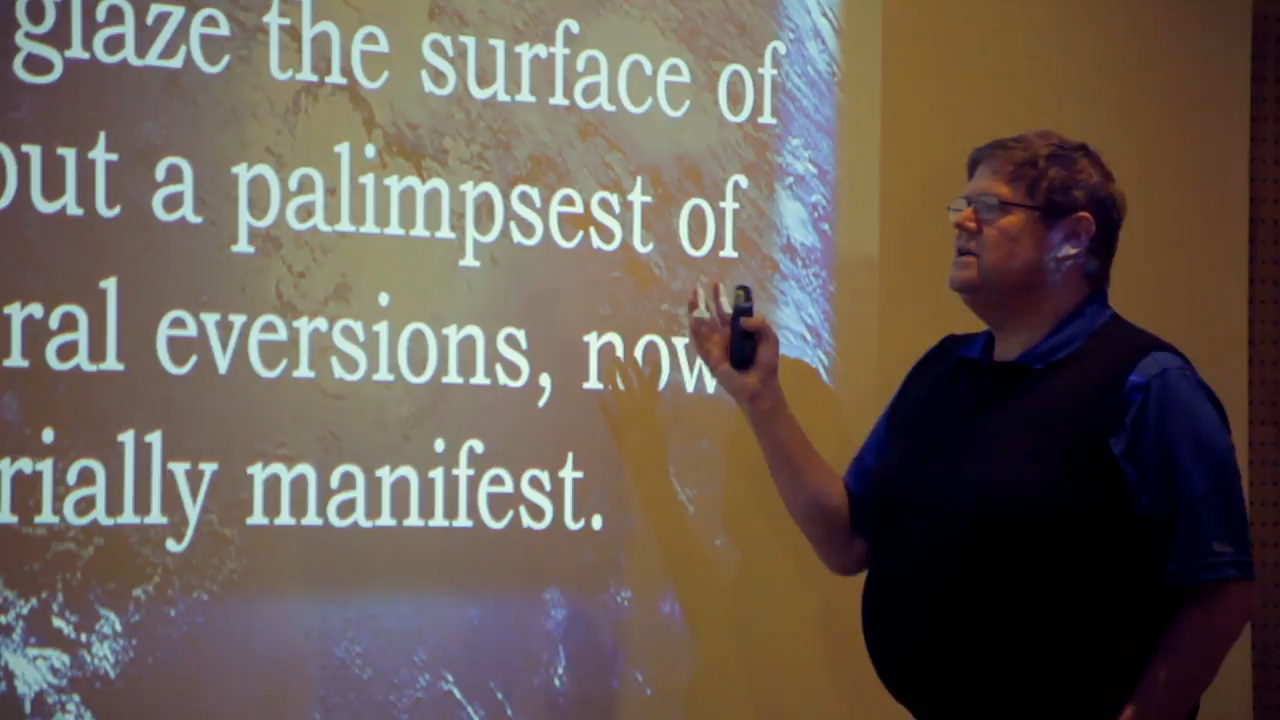 glaze the surface of
out a palimpsest of
ral eversions, now
rially manifest.